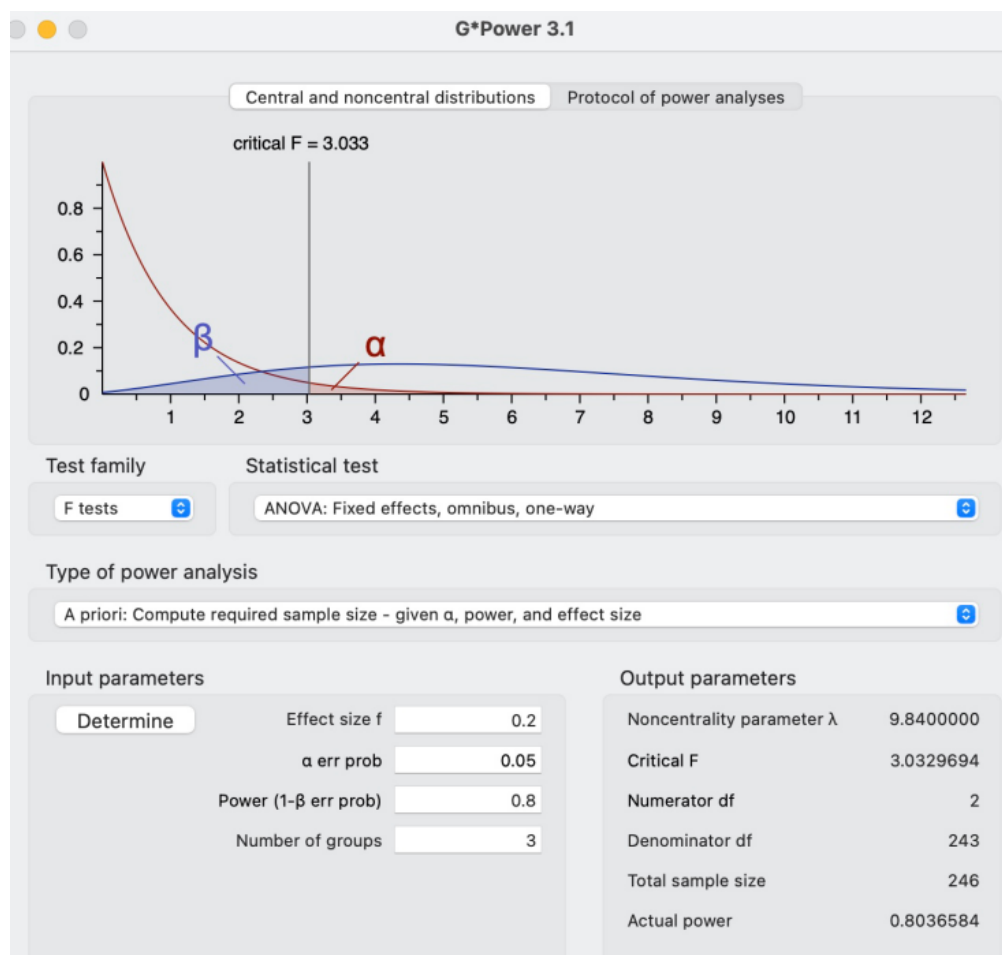 G*Power 3.1
Central and noncentral distributions Protocol of power analyses
critical F = 3.033
0.8
0.6
0.4
0.2
0
β
α
1 2 3 4 5 6 7 8 9 10 11 12
Test family Statistical test
F tests ANOVA: Fixed effects, omnibus, one-way
Type of power analysis
A priori: Compute required sample size – given α, power, and effect size
Input parameters Output parameters
Determine Effect size f 0.2 Noncentrality parameter λ 9.8400000
α err prob 0.05 Critical F 3.0329694
Power (1-β err prob) 0.8 Numerator df 2
Number of groups 3 Denominator df 243
Total sample size 246
Actual power 0.8036584